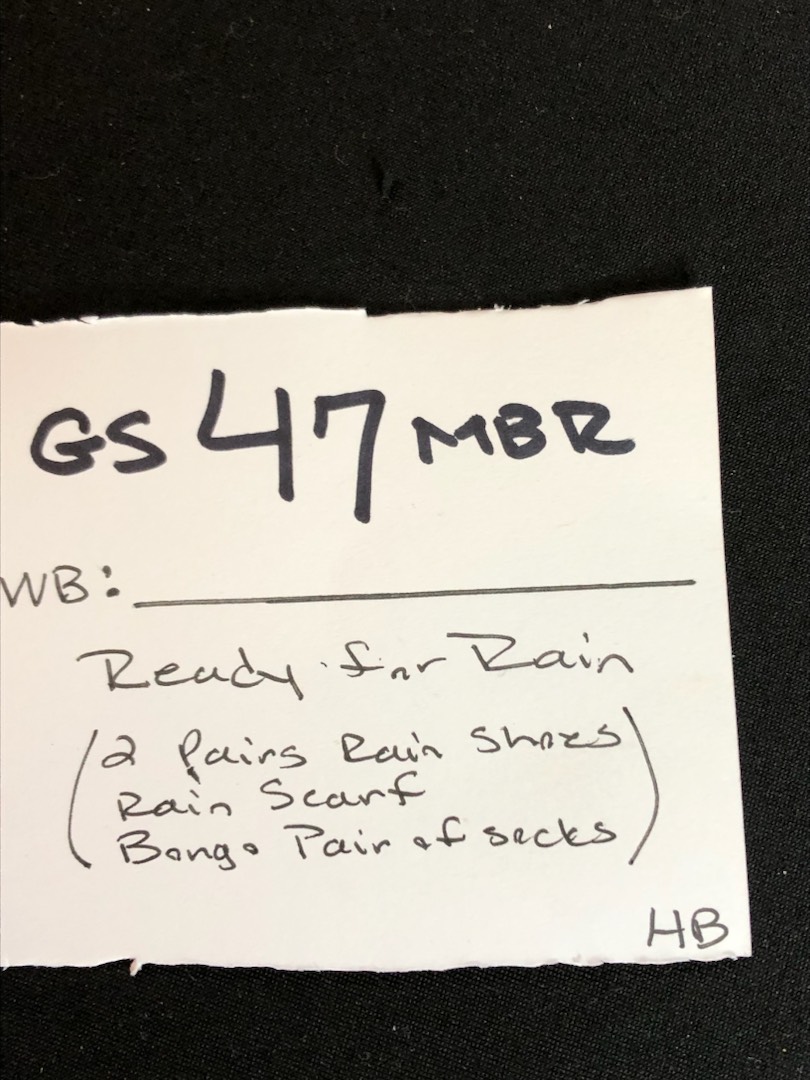 GS 47 MBR
WB:
Ready for Rain
(2 Pairs Rain Shoes
Rain Scarf
Bongo Pair of socks)
HB